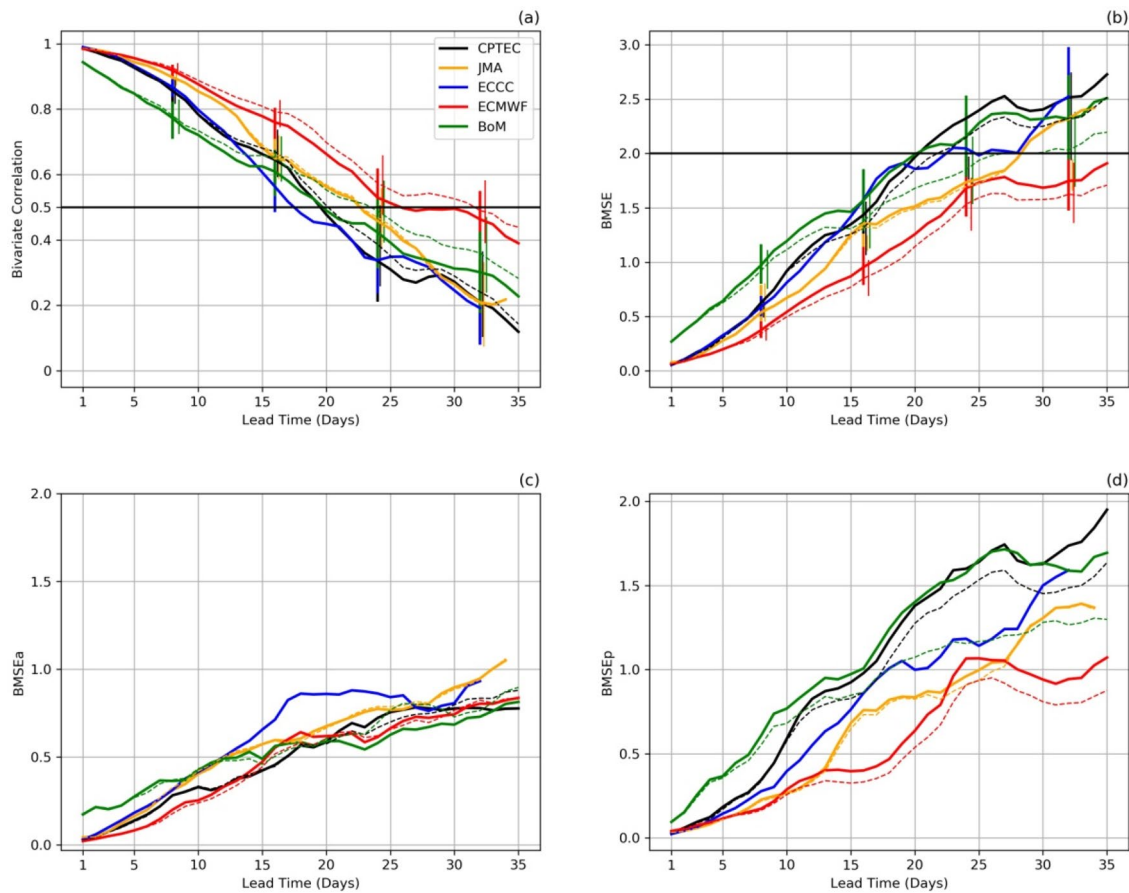 (a)
1
0.8
0.6
0.5
0.4
0.2
0
Bivariate Correlation
CPTEC
JMA
ECCC
ECMWF
BoM
1 5 10 15 20 25 30 35
Lead Time (Days)
(b)
3.0
2.5
2.0
1.5
1.0
0.5
0.0
BMSE
1 5 10 15 20 25 30 35
Lead Time (Days)
(c)
2.0
1.5
1.0
0.5
0.0
BMSEa
1 5 10 15 20 25 30 35
Lead Time (Days)
(d)
2.0
1.5
1.0
0.5
0.0
BMSEp
1 5 10 15 20 25 30 35
Lead Time (Days)